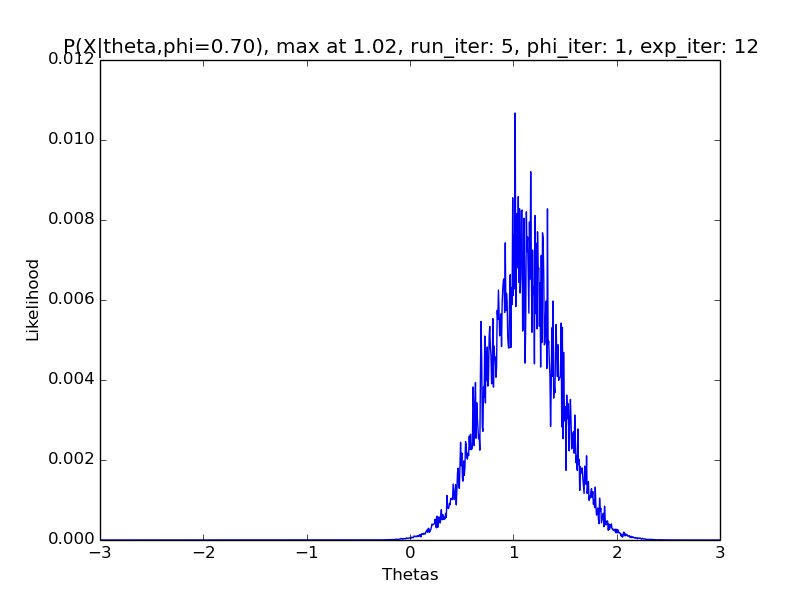 P(X|theta,phi=0.70), max at 1.02, run_iter: 5, phi_iter: 1, exp_iter: 12
0.012
0.010
0.008
0.006
0.004
0.002
0.000
Likelihood
−3 −2 −1 0 1 2 3
Thetas